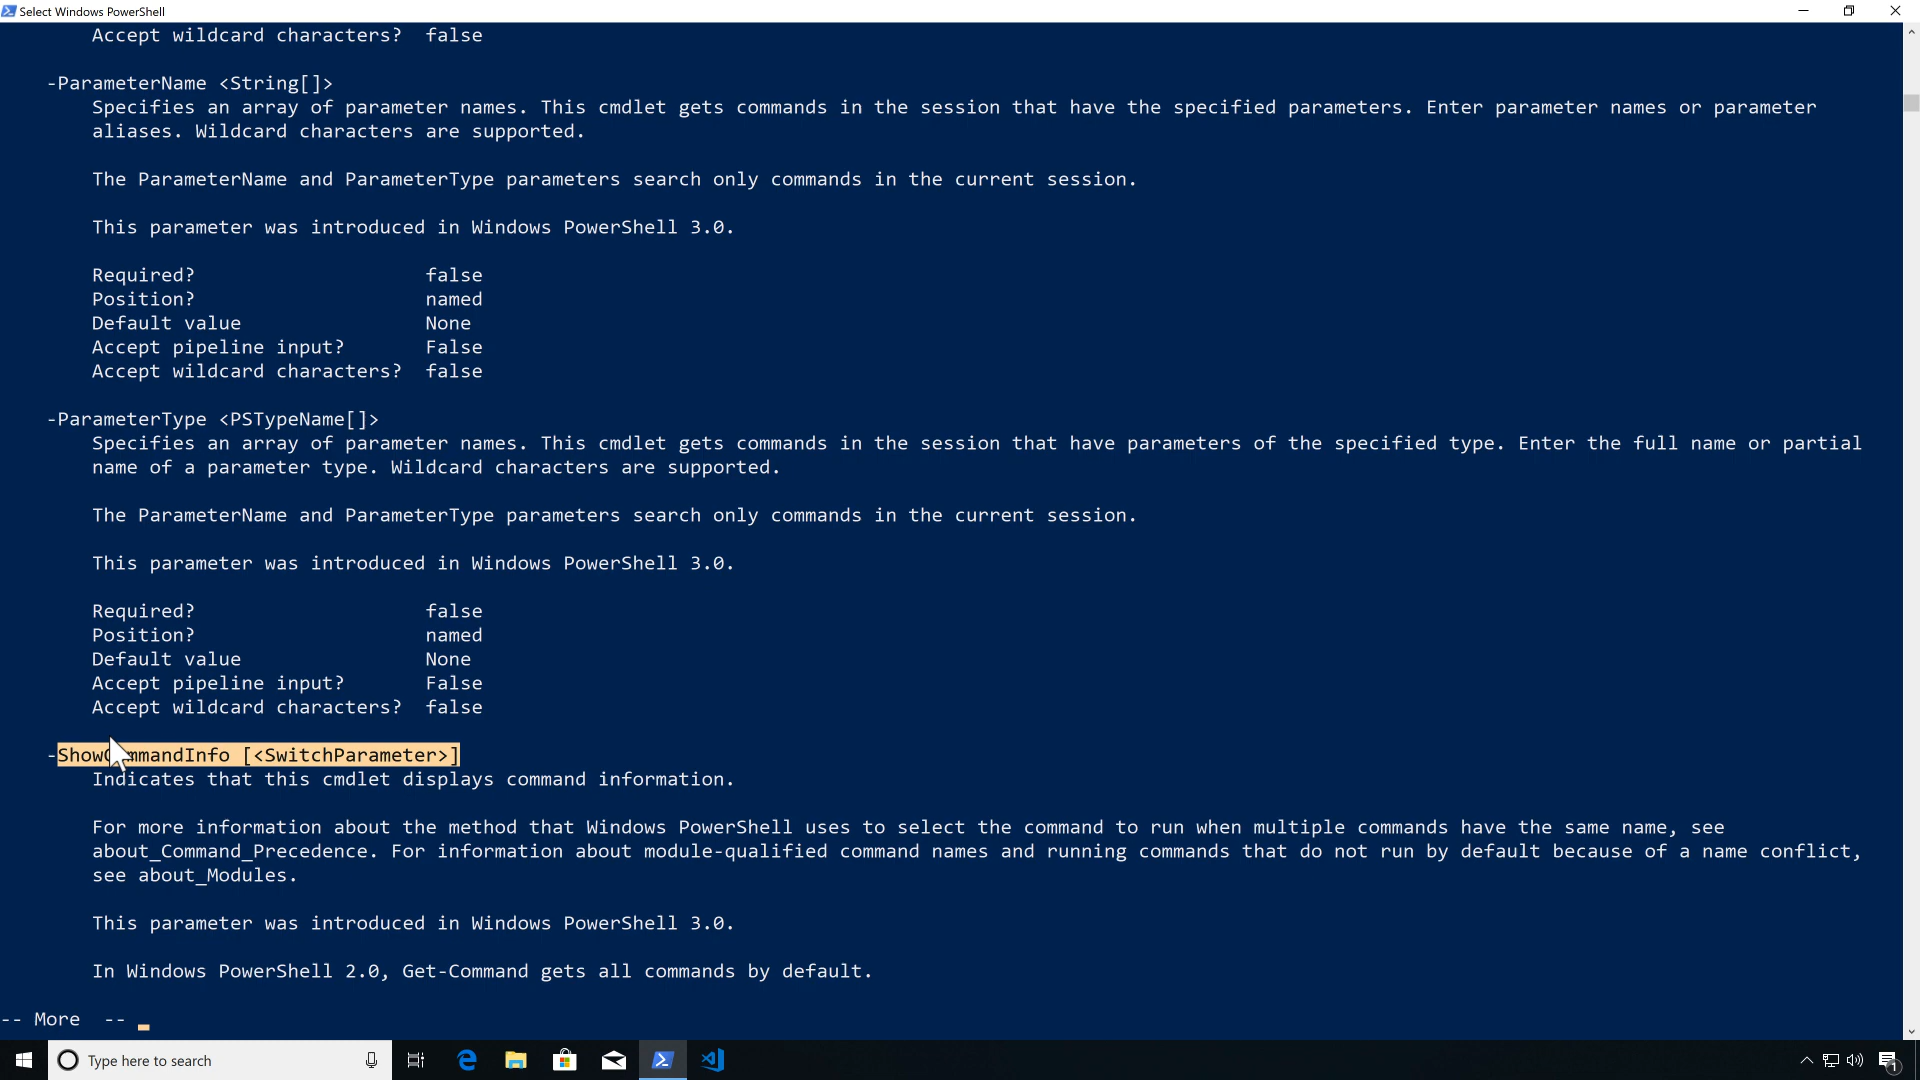 Select Windows PowerShell
Accept wildcard characters?  false
-ParameterName <String[]>
Specifies an array of parameter names. This cmdlet gets commands in the session that have the specified parameters. Enter parameter names or parameter
aliases. Wildcard characters are supported.
The ParameterName and ParameterType parameters search only commands in the current session.
This parameter was introduced in Windows PowerShell 3.0.
Required?                    false
Position?                    named
Default value                None
Accept pipeline input?       False
Accept wildcard characters?  false
-ParameterType <PSTypeName[]>
Specifies an array of parameter names. This cmdlet gets commands in the session that have parameters of the specified type. Enter the full name or partial
name of a parameter type. Wildcard characters are supported.
The ParameterName and ParameterType parameters search only commands in the current session.
This parameter was introduced in Windows PowerShell 3.0.
Required?                    false
Position?                    named
Default value                None
Accept pipeline input?       False
Accept wildcard characters?  false
-ShowCommandInfo [<SwitchParameter>]
Indicates that this cmdlet displays command information.
For more information about the method that Windows PowerShell uses to select the command to run when multiple commands have the same name, see
about_Command_Precedence. For information about module-qualified command names and running commands that do not run by default because of a name conflict,
see about_Modules.
This parameter was introduced in Windows PowerShell 3.0.
In Windows PowerShell 2.0, Get-Command gets all commands by default.
-- More  --
Type here to search
1